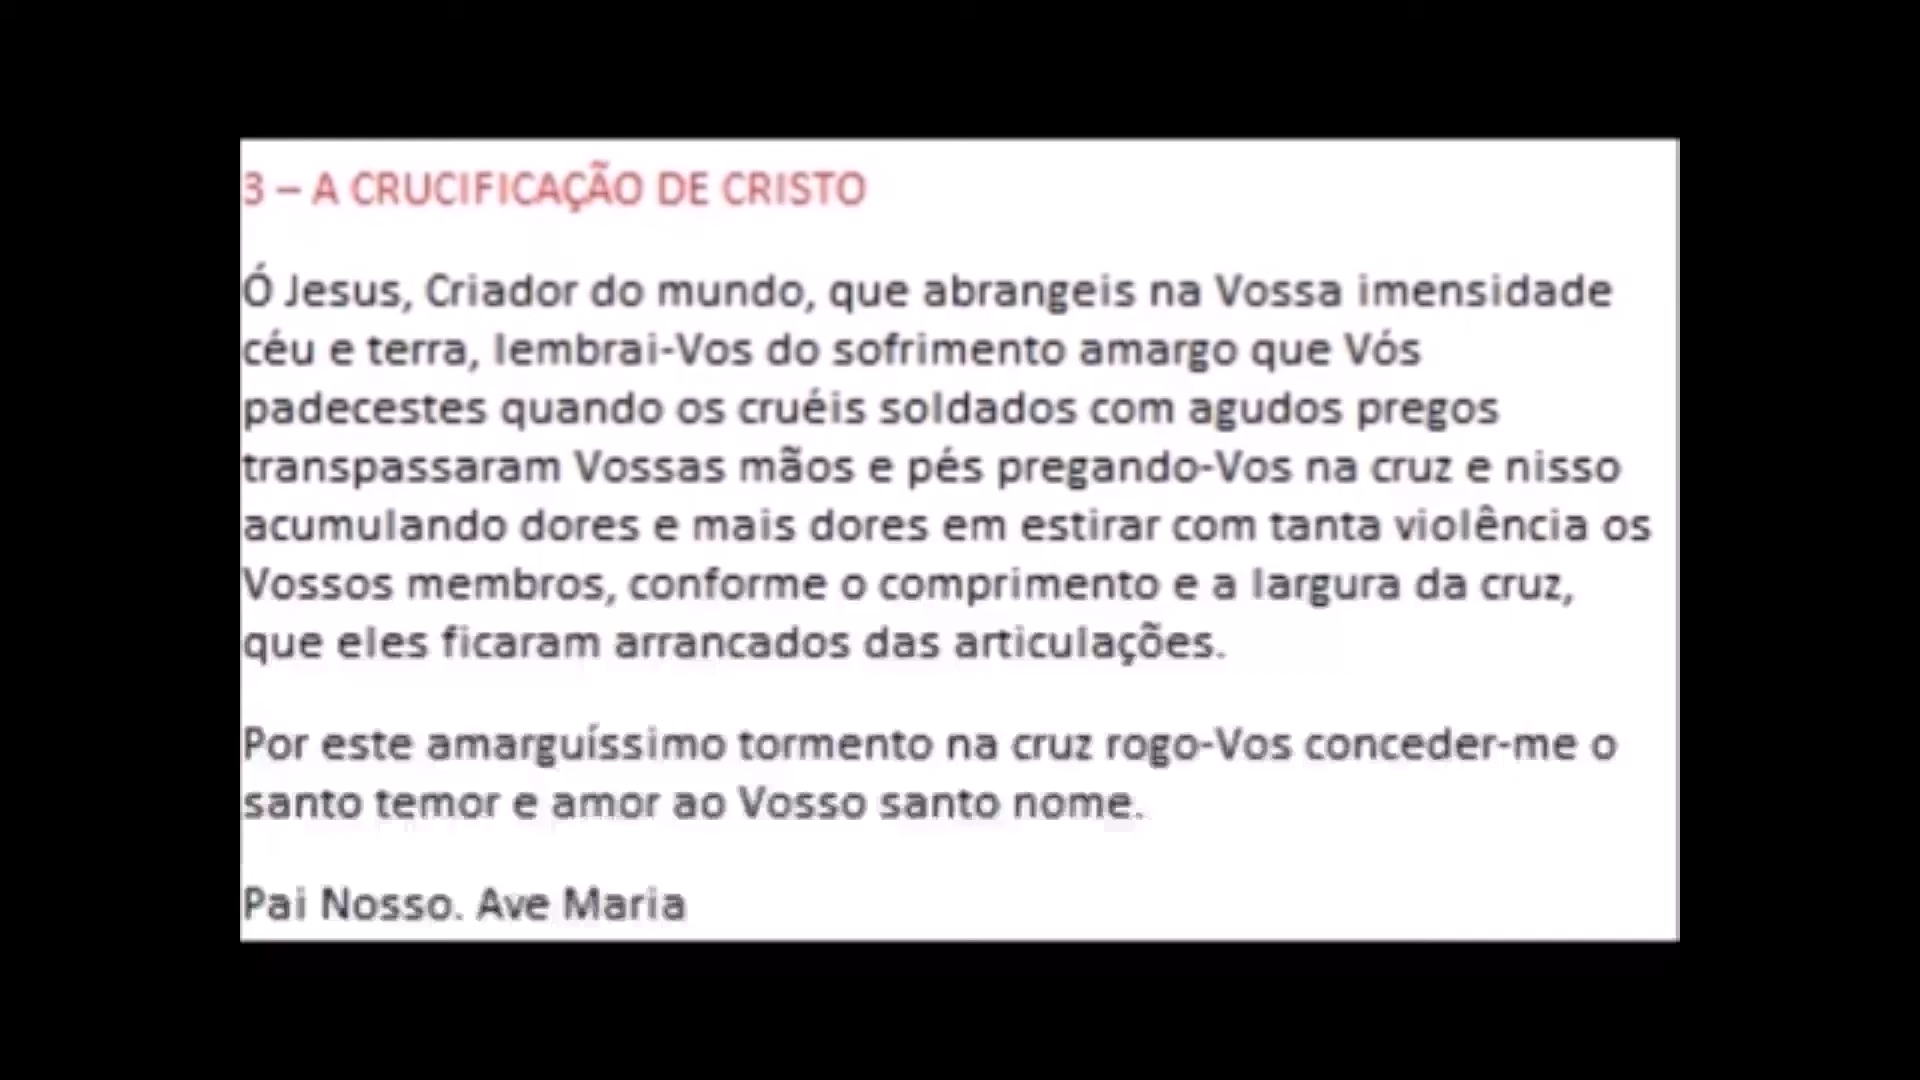 3 – A CRUCIFICAÇÃO DE CRISTO
Ó Jesus, Criador do mundo, que abrangeis na Vossa imensidade
céu e terra, lembrai-Vos do sofrimento amargo que Vós
padecestes quando os cruéis soldados com agudos pregos
transpassaram Vossas mãos e pés pregando-Vos na cruz e nisso
acumulando dores e mais dores em estirar com tanta violência os
Vossos membros, conforme o comprimento e a largura da cruz,
que eles ficaram arrancados das articulações.
Por este amarguíssimo tormento na cruz rogo-Vos conceder-me o
santo temor e amor ao Vosso santo nome.
Pai Nosso. Ave Maria